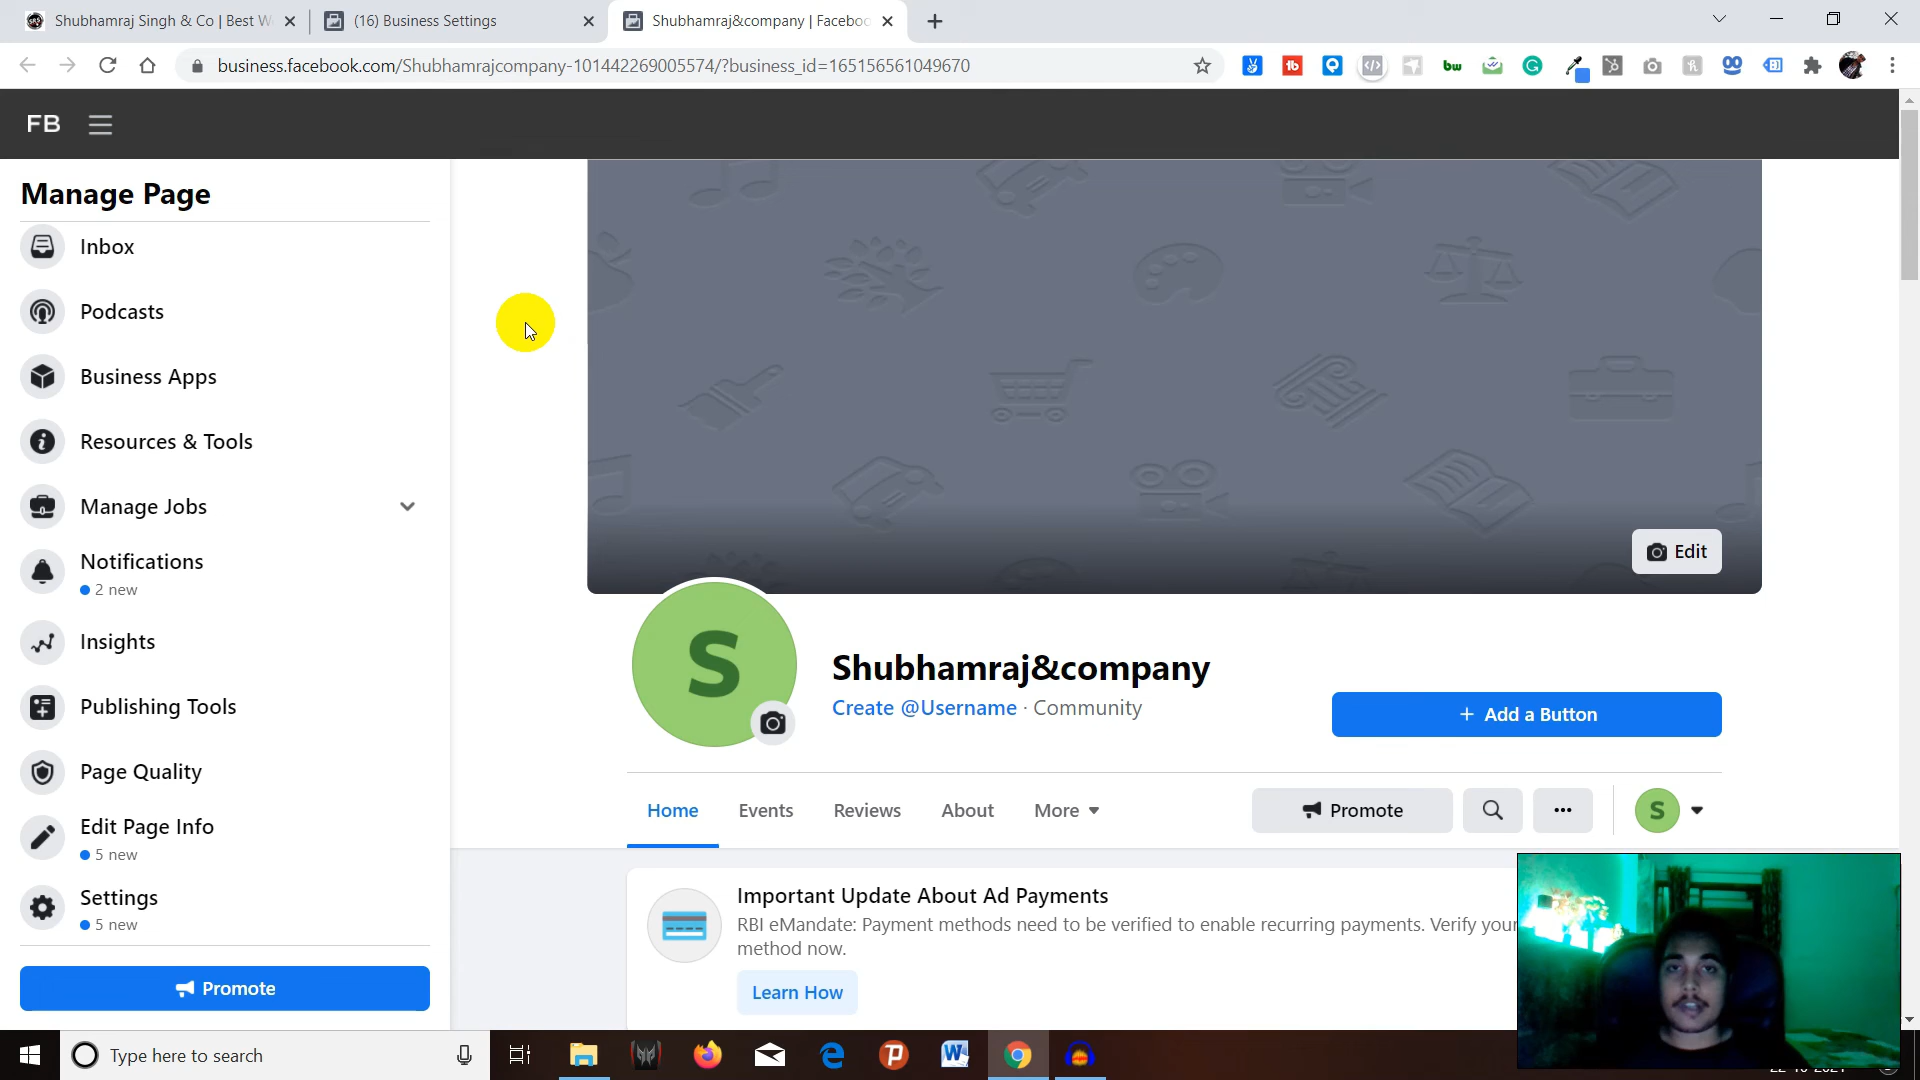 Shubhamraj Singh & Co | Best W
(16) Business Settings
Shubhamraj&company | Faceboo
business.facebook.com/Shubhamrajcompany-101442269005574/?business_id=165156561049670
FB
Manage Page
Inbox
Podcasts
Business Apps
Resources & Tools
Manage Jobs
Notifications
2 new
Insights
Publishing Tools
Page Quality
Edit Page Info
5 new
Settings
5 new
Promote
Edit
S
Shubhamraj&company
Create @Username · Community
+ Add a Button
Home Events Reviews About More
Promote
S
Important Update About Ad Payments
RBI eMandate: Payment methods need to be verified to enable recurring payments. Verify your
method now.
Learn How
Type here to search